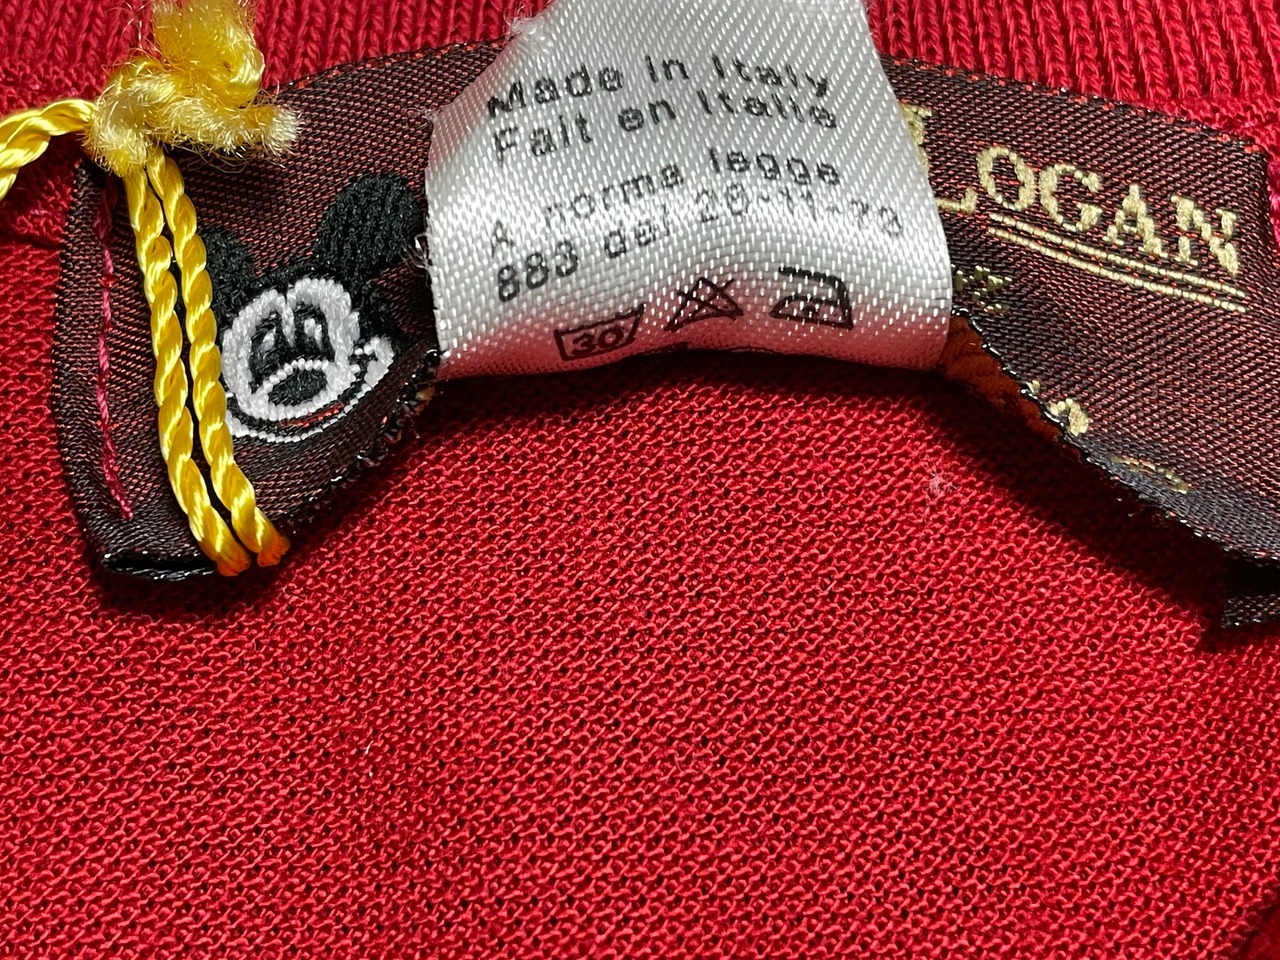 Made in Italy
Fait en Italie
A norma legge
883 del 26-11-73
30
LOGAN